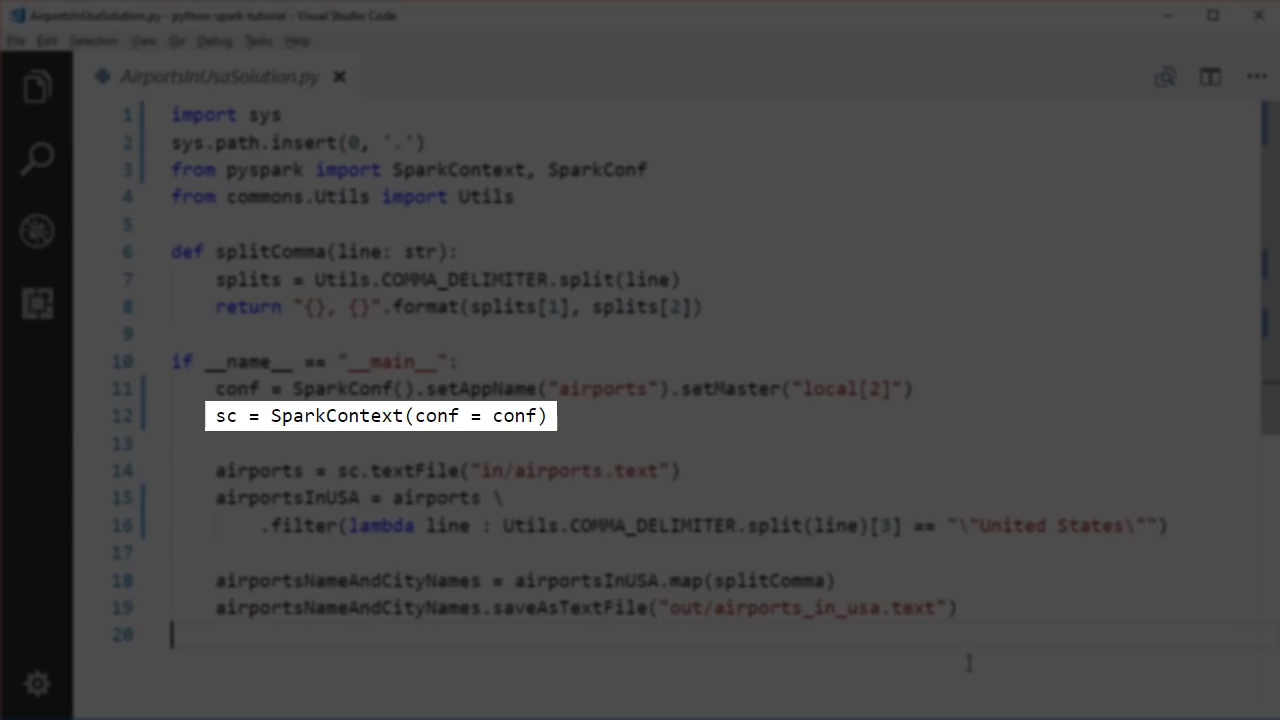 AirportsInUsaSolution.py - python-spark-tutorial - Visual Studio Code
File Edit Selection View Go Debug Tasks Help
AirportsInUsaSolution.py
1 import sys
2 sys.path.insert(0, '.')
3 from pyspark import SparkContext, SparkConf
4 from commons.Utils import Utils
5
6 def splitComma(line: str):
7 splits = Utils.COMMA_DELIMITER.split(line)
8 return "{}, {}".format(splits[1], splits[2])
9
10 if __name__ == "__main__":
11 conf = SparkConf().setAppName("airports").setMaster("local[2]")
12 sc = SparkContext(conf = conf)
13
14 airports = sc.textFile("in/airports.text")
15 airportsInUSA = airports \
16 .filter(lambda line : Utils.COMMA_DELIMITER.split(line)[3] == "\"United States\"")
17
18 airportsNameAndCityNames = airportsInUSA.map(splitComma)
19 airportsNameAndCityNames.saveAsTextFile("out/airports_in_usa.text")
20